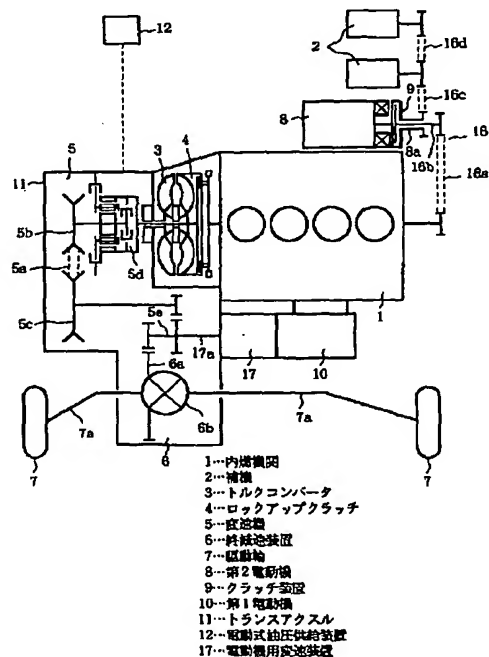 12
2
16d
8
9
16c
16
8a
16b
16a
5
3
4
11
5b
5a
5d
5c
5e
17a
6a
1
17
10
6b
7a
7a
7
6
7
1…内燃機関
2…補機
3…トルクコンバータ
4…ロックアップクラッチ
5…変速機
6…終減速装置
7…駆動輪
8…第2電動機
9…クラッチ装置
10…第1電動機
11…トランスアクスル
12…電動式油圧供給装置
17…電動機用変速装置